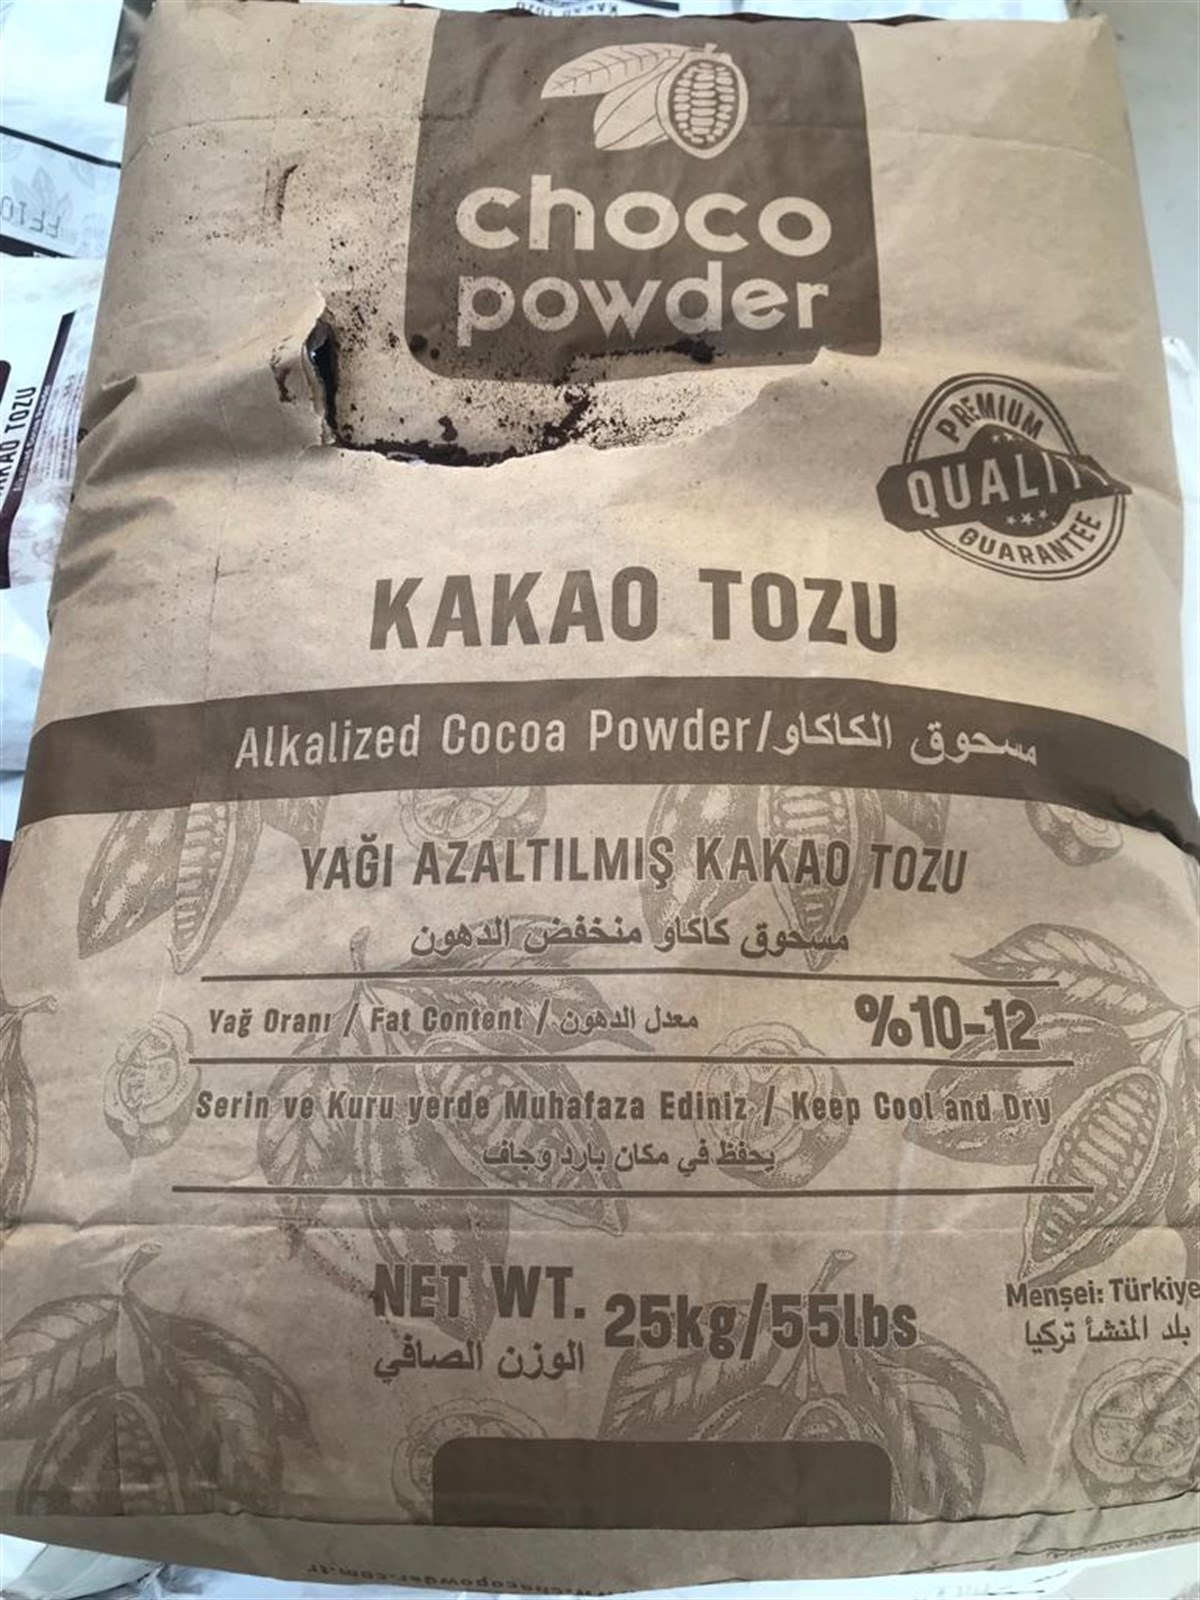 choco
powder
PREMIUM
QUALITY
GUARANTEE
KAKAO TOZU
Alkalized Cocoa Powder/مسحوق الكاكاو
YAĞI AZALTILMIŞ KAKAO TOZU
مسحوق كاكاو منخفض الدهون
Yağ Oranı / Fat Content / معدل الدهون %10-12
Serin ve Kuru yerde Muhafaza Ediniz / Keep Cool and Dry
يحفظ في مكان بارد وجاف
NET WT. 25kg/55lbs
الوزن الصافي
Menşei: Türkiye
بلد المنشأ تركيا
KAKAO TOZU